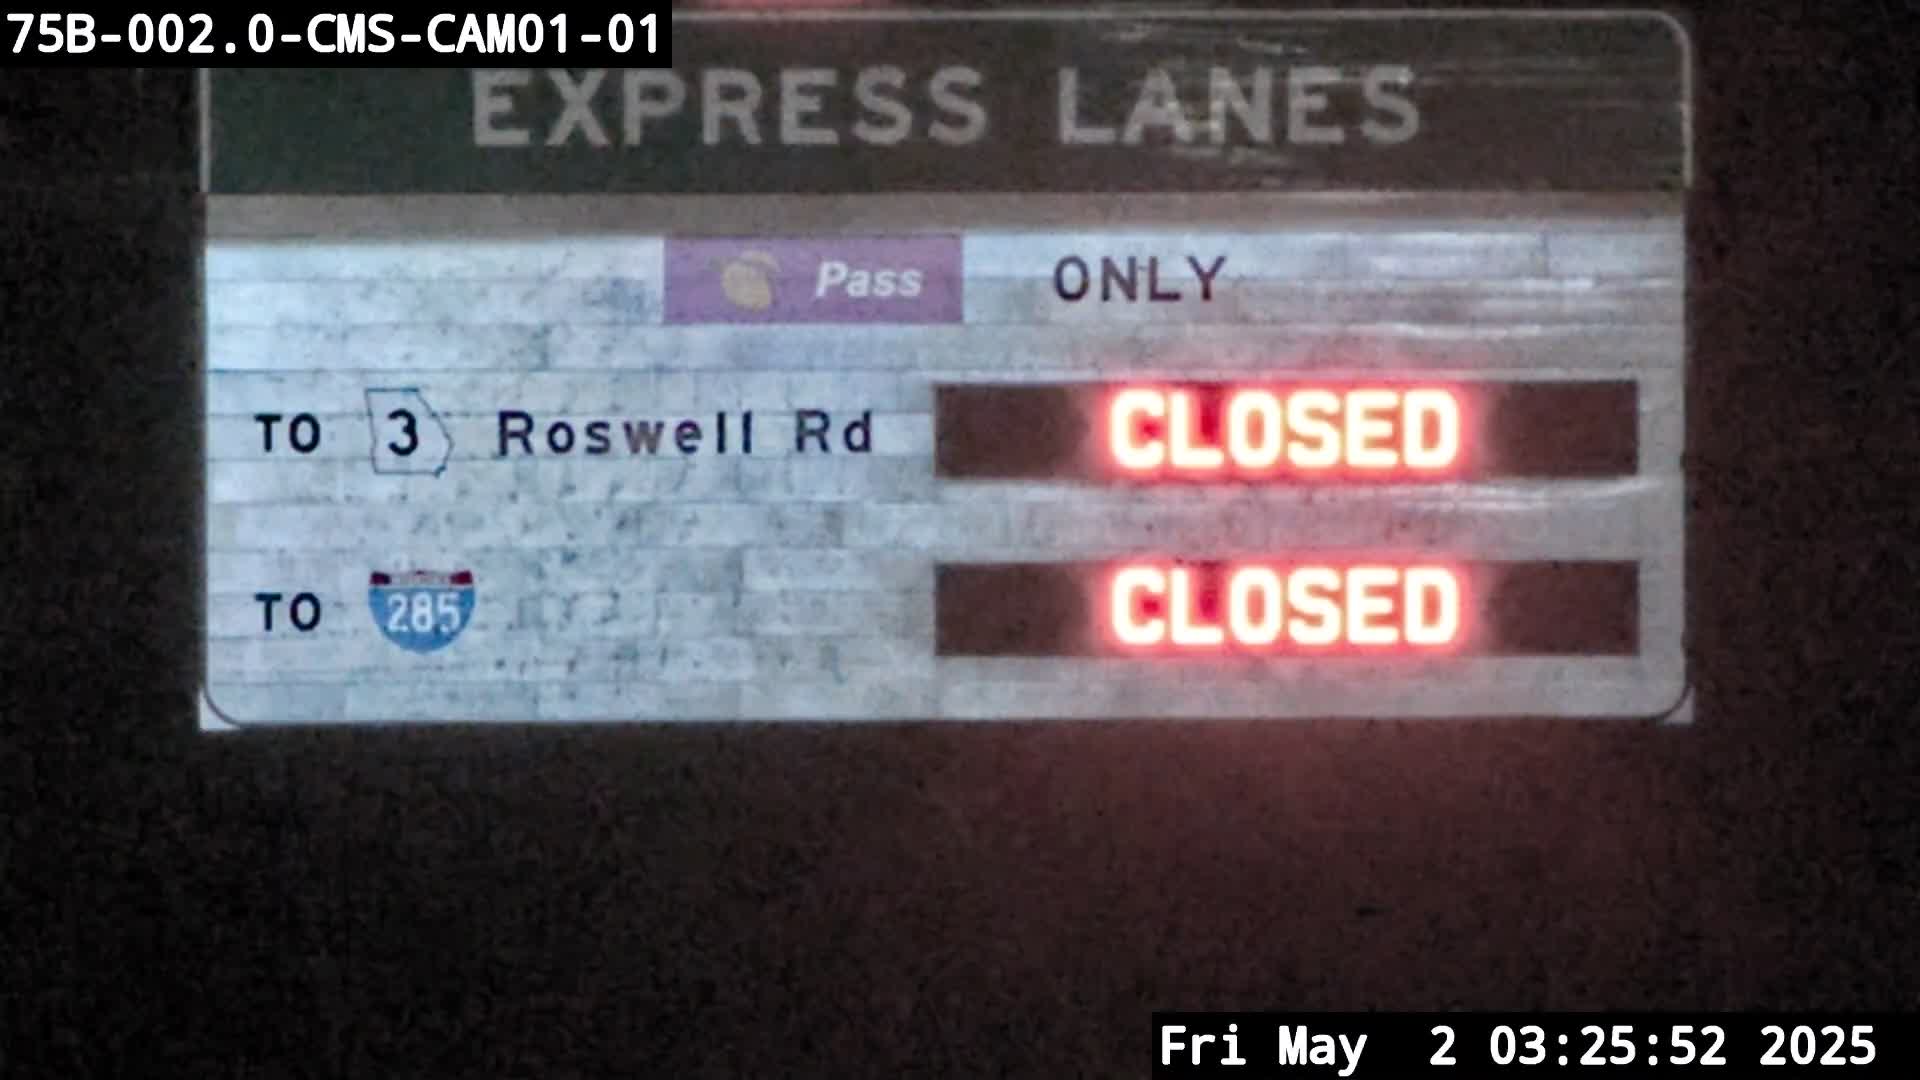 75B-002.0-CMS-CAM01-01
EXPRESS LANES
Pass ONLY
TO 3 Roswell Rd CLOSED
TO 285 CLOSED
Fri May 2 03:25:52 2025